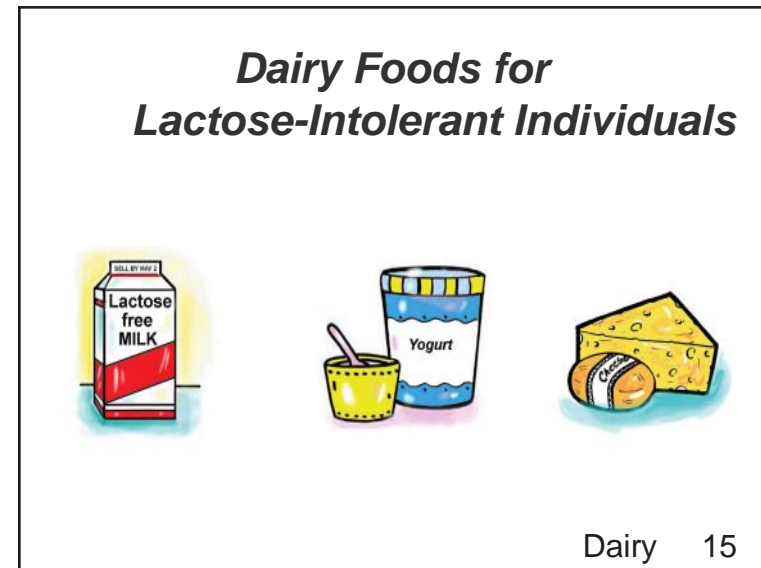 Dairy Foods for
Lactose-Intolerant Individuals
SELL BY MAY 2
Lactose
free
MILK
Yogurt
Cheese
Dairy 15